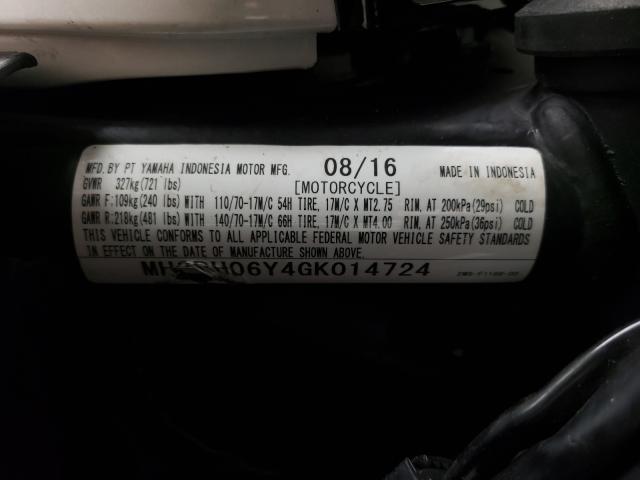 MFD. BY PT YAMAHA INDONESIA MOTOR MFG. 08/16 MADE IN INDONESIA
GVWR 327kg(721 lbs) [MOTORCYCLE]
GAWR F:109kg(240 lbs) WITH 110/70-17M/C 54H TIRE, 17M/C X MT2.75 RIM, AT 200kPa(29psi) COLD
GAWR R:218kg(481 lbs) WITH 140/70-17M/C 66H TIRE, 17M/C X MT4.00 RIM, AT 250kPa(36psi) COLD
THIS VEHICLE CONFORMS TO ALL APPLICABLE FEDERAL MOTOR VEHICLE SAFETY STANDARDS
IN EFFECT ON THE DATE OF MANUFACTURE SHOWN ABOVE.